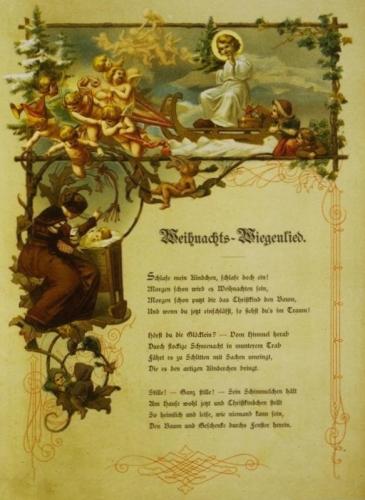 Weihnachts-Wiegenlied.
Schlafe mein Kindchen, schlafe doch ein!
Morgen schon wird es Weihnachten sein,
Morgen schon putzt dir das Christkind den Baum,
Und wenn du jetzt einschläfst, so siehst du's im Traum!
Hörst du die Glöcklein? – Vom Himmel herab
Durch flockige Schneenacht in munterem Trab
Fährt es zu Schlitten mit Sachen umringt,
Die es den artigen Kinderchen bringt.
Stille! – Ganz stille! – Sein Schimmelchen hält
Am Hause wohl jetzt und Christkindchen stellt
So heimlich und leise, wie niemand kann sein,
Den Baum und Geschenke durchs Fenster herein.